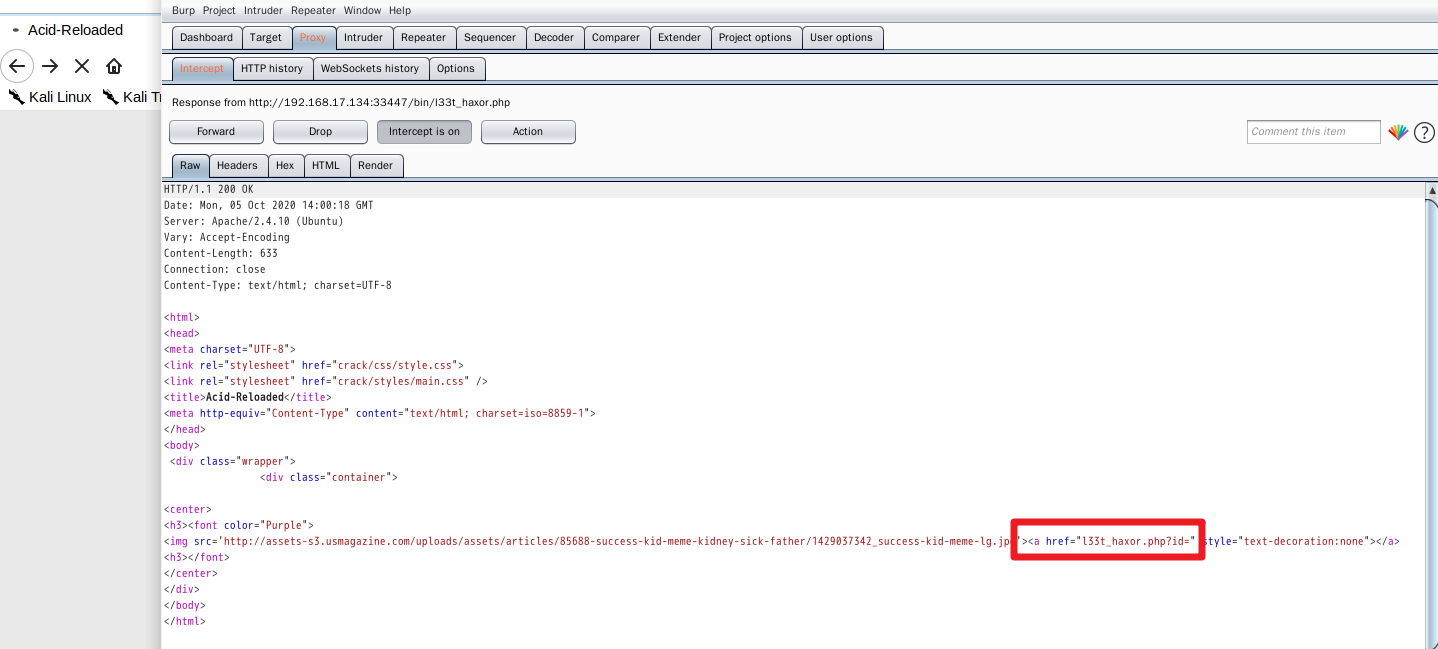 Burp Project Intruder Repeater Window Help
Acid-Reloaded
Dashboard Target Proxy Intruder Repeater Sequencer Decoder Comparer Extender Project options User options
Intercept HTTP history WebSockets history Options
Kali Linux Kali T
Response from http://192.168.17.134:33447/bin/l33t_haxor.php
Forward Drop Intercept is on Action Comment this item ?
Raw Headers Hex HTML Render
HTTP/1.1 200 OK
Date: Mon, 05 Oct 2020 14:00:18 GMT
Server: Apache/2.4.10 (Ubuntu)
Vary: Accept-Encoding
Content-Length: 633
Connection: close
Content-Type: text/html; charset=UTF-8
<html>
<head>
<meta charset="UTF-8">
<link rel="stylesheet" href="crack/css/style.css">
<link rel="stylesheet" href="crack/styles/main.css" />
<title>Acid-Reloaded</title>
<meta http-equiv="Content-Type" content="text/html; charset=iso=8859-1">
</head>
<body>
<div class="wrapper">
<div class="container">
<center>
<h3><font color="Purple">
<img src='http://assets-s3.usmagazine.com/uploads/assets/articles/85688-success-kid-meme-kidney-sick-father/1429037342_success-kid-meme-lg.jp'><a href="l33t_haxor.php?id=" style="text-decoration:none"></a>
<h3></font>
</center>
</div>
</body>
</html>